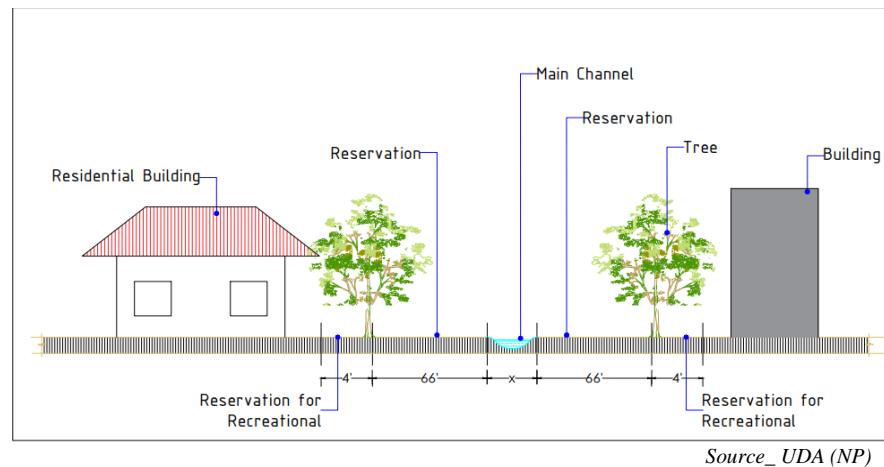 Main Channel
Reservation
Tree
Building
Reservation
Residential Building
4'
66'
x
66'
4'
Reservation for
Recreational
Reservation for
Recreational
Source_ UDA (NP)